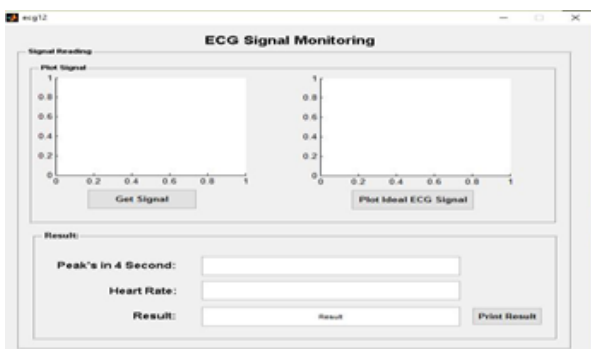 ecg12
ECG Signal Monitoring
Signal Reading
Plot Signal
1
0.8
0.6
0.4
0.2
0
0 0.2 0.4 0.6 0.8 1
1
0.8
0.6
0.4
0.2
0
0 0.2 0.4 0.6 0.8 1
Get Signal
Plot Ideal ECG Signal
Result:
Peak's in 4 Second:
Heart Rate:
Result:
Result
Print Result